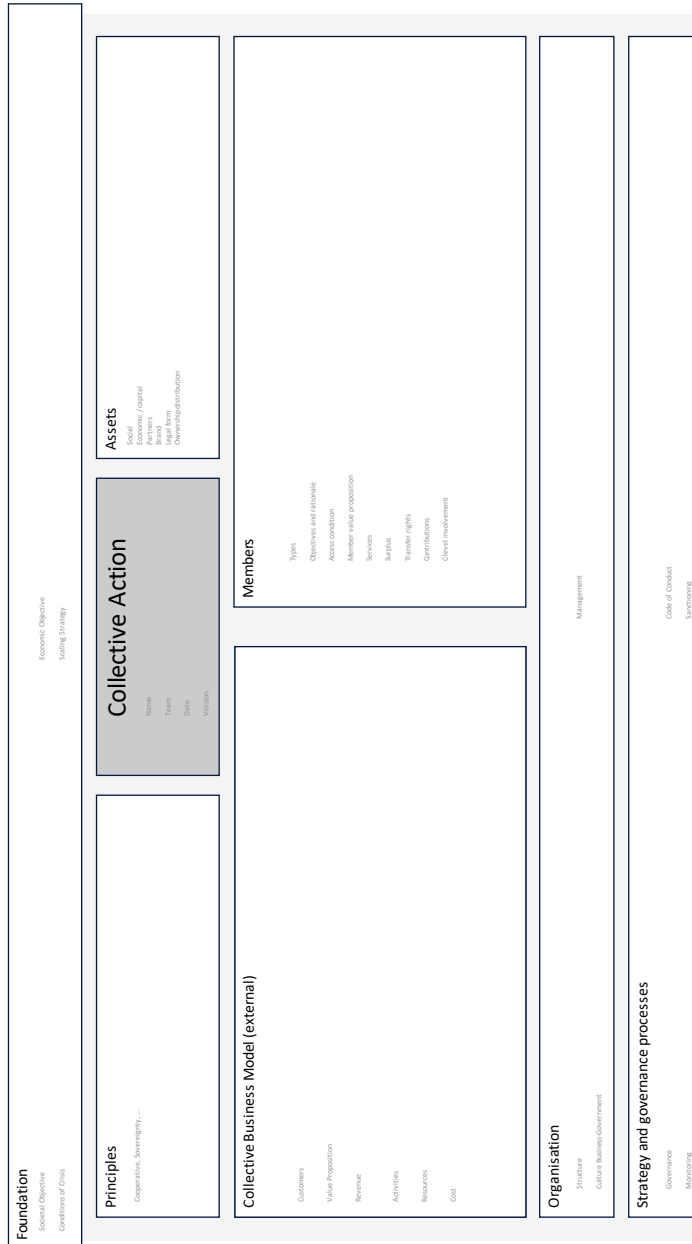 Foundation
Societal Objective
Economic Objective
Conditions of Crisis
Scaling Strategy
Principles
Cooperative, Sovereignty, ...
Collective Action
Name
Team
Date
Version
Assets
Social
Economic / capital
Partners
Brand
Legal form
Ownership distribution
Collective Business Model (external)
Customers
Value Proposition
Revenue
Activities
Resources
Cost
Members
Types
Objectives and rationale
Access condition
Member value proposition
Services
Surplus
Transfer rights
Contributions
Clevel involvement
Organisation
Structure
Management
Culture Business-Government
Strategy and governance processes
Governance
Code of Conduct
Monitoring
Sanctioning